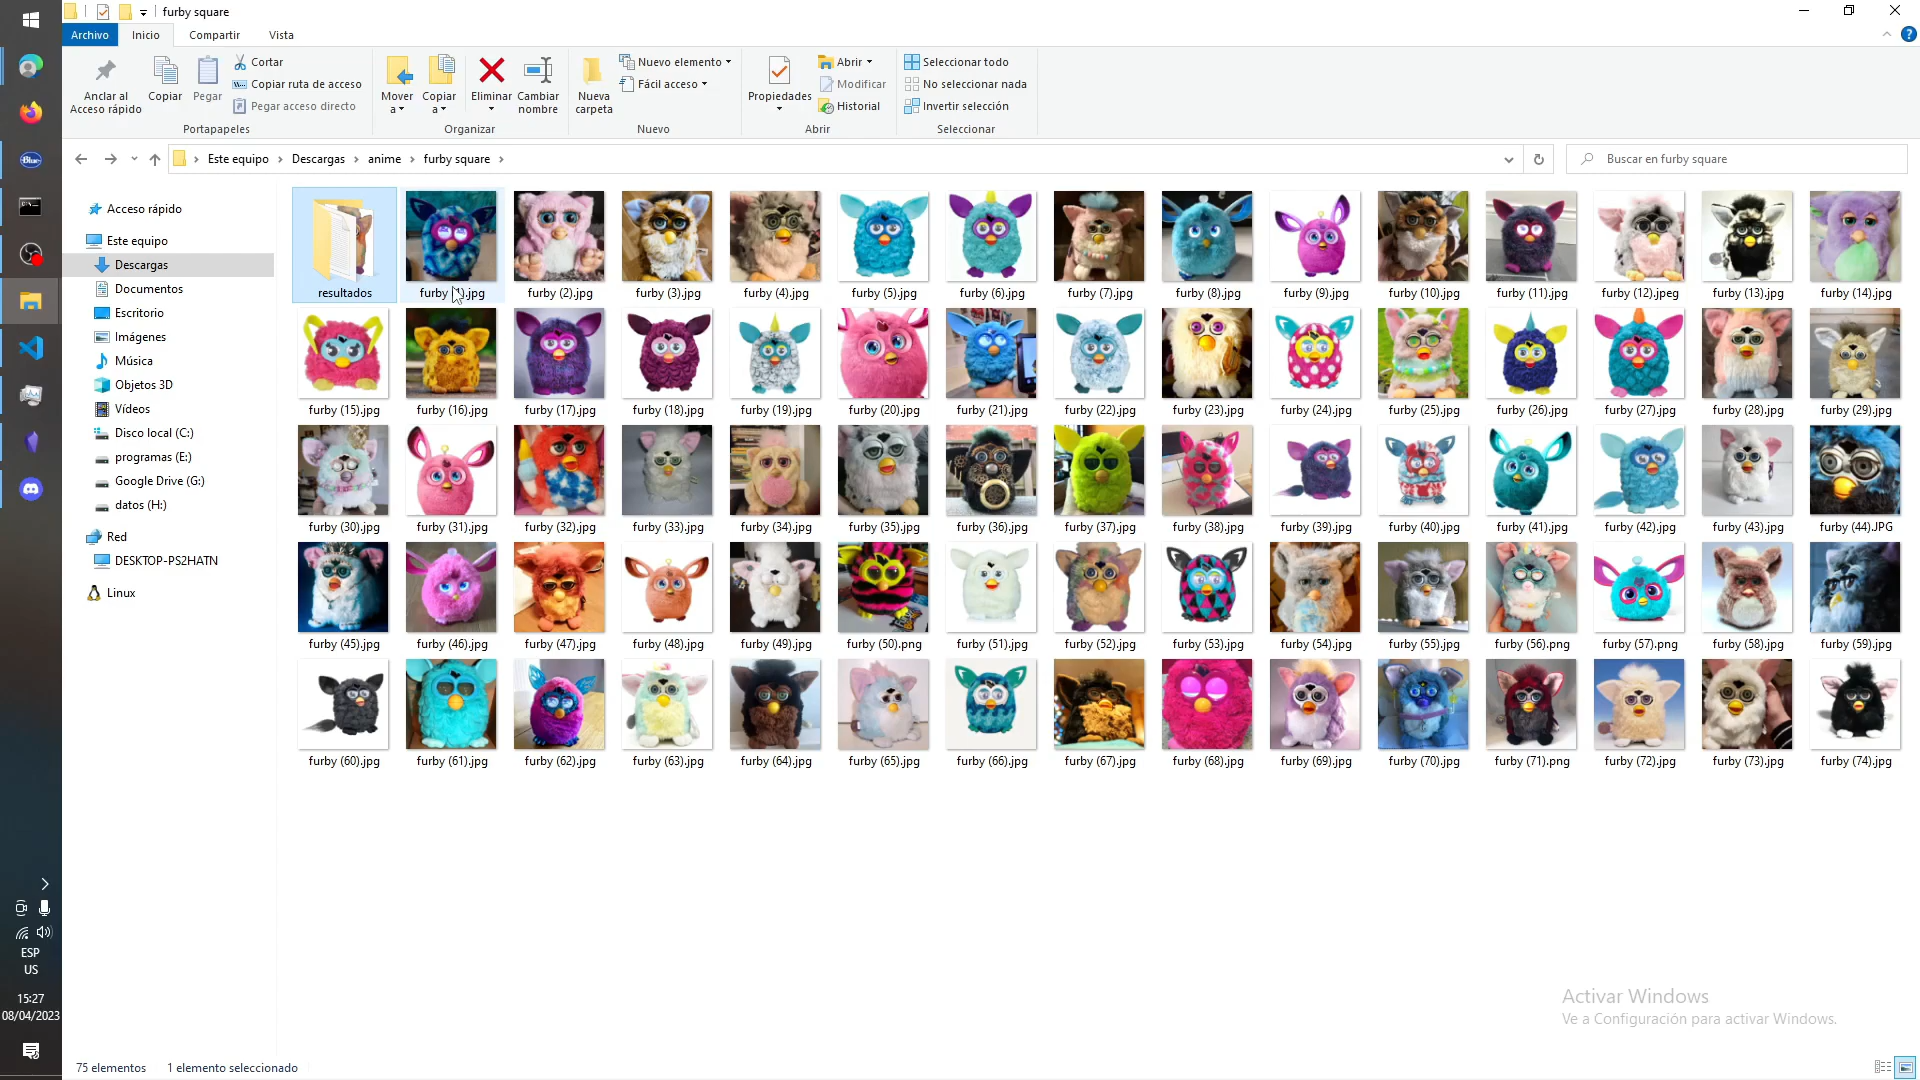 furby square
Archivo Inicio Compartir Vista
Anclar al Acceso rápido
Copiar
Pegar
Cortar
Copiar ruta de acceso
Pegar acceso directo
Portapapeles
Mover a
Copiar a
Eliminar
Cambiar nombre
Organizar
Nueva carpeta
Nuevo elemento
Fácil acceso
Nuevo
Propiedades
Abrir
Modificar
Historial
Abrir
Seleccionar todo
No seleccionar nada
Invertir selección
Seleccionar
Este equipo > Descargas > anime > furby square >
Buscar en furby square
Acceso rápido
Este equipo
Descargas
Documentos
Escritorio
Imágenes
Música
Objetos 3D
Vídeos
Disco local (C:)
programas (E:)
Google Drive (G:)
datos (H:)
Red
DESKTOP-PS2HATN
Linux
resultados furby (2).jpg furby (3).jpg furby (4).jpg furby (5).jpg furby (6).jpg furby (7).jpg furby (8).jpg furby (9).jpg furby (10).jpg furby (11).jpg furby (12).jpeg furby (13).jpg furby (14).jpg
furby (15).jpg furby (16).jpg furby (17).jpg furby (18).jpg furby (19).jpg furby (20).jpg furby (21).jpg furby (22).jpg furby (23).jpg furby (24).jpg furby (25).jpg furby (26).jpg furby (27).jpg furby (28).jpg furby (29).jpg
furby (30).jpg furby (31).jpg furby (32).jpg furby (33).jpg furby (34).jpg furby (35).jpg furby (36).jpg furby (37).jpg furby (38).jpg furby (39).jpg furby (40).jpg furby (41).jpg furby (42).jpg furby (43).jpg furby (44).JPG
furby (45).jpg furby (46).jpg furby (47).jpg furby (48).jpg furby (49).jpg furby (50).png furby (51).jpg furby (52).jpg furby (53).jpg furby (54).jpg furby (55).jpg furby (56).png furby (57).png furby (58).jpg furby (59).jpg
furby (60).jpg furby (61).jpg furby (62).jpg furby (63).jpg furby (64).jpg furby (65).jpg furby (66).jpg furby (67).jpg furby (68).jpg furby (69).jpg furby (70).jpg furby (71).png furby (72).jpg furby (73).jpg furby (74).jpg
ESP
US
15:27
08/04/2023
Activar Windows
Ve a Configuración para activar Windows.
75 elementos 1 elemento seleccionado